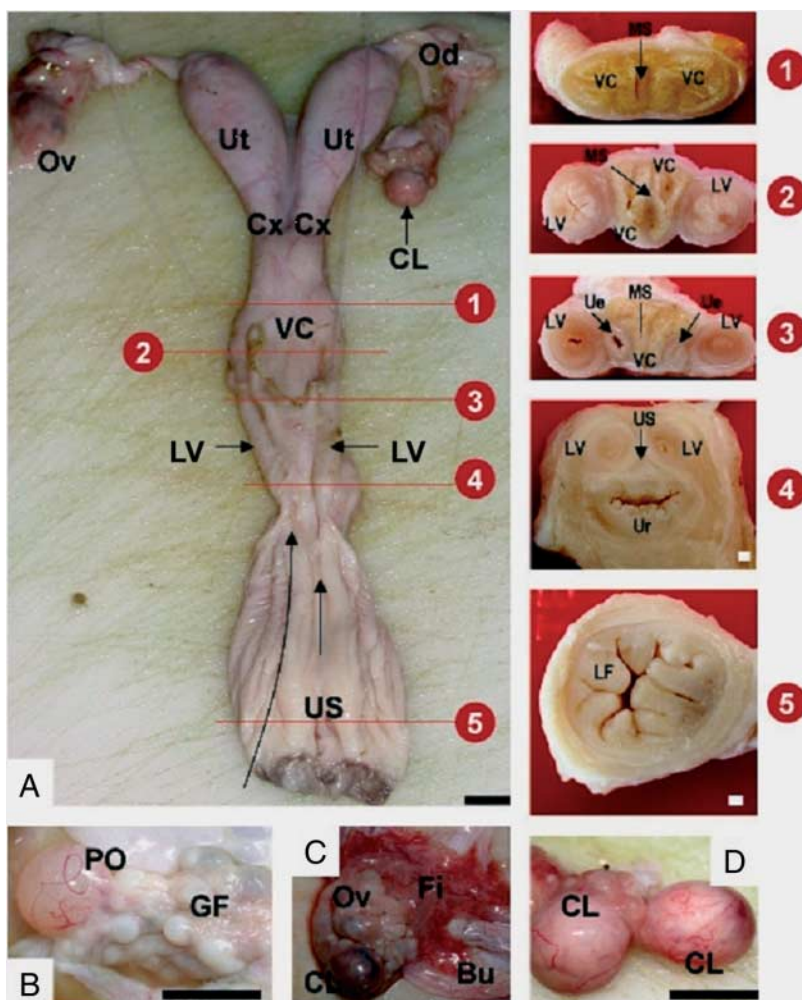 Od
Ut Ut
Ov
Cx Cx
CL
1
VC
2
3
LV LV
4
US
5
A
MS
VC VC
1
MS VC
LV
LV
VC
2
MS
Ue Ue
LV LV
VC
3
US
LV LV
Ur
4
LF
5
PO
GF
B
C
Ov
Fi
CL
Bu
D
CL
CL